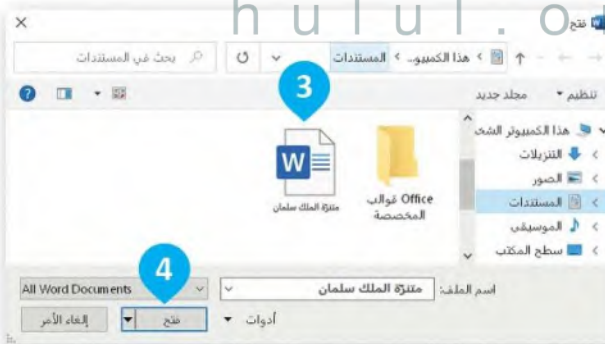 hulul.o
فتح
هذا الكمبيو... › المستندات
بحث في المستندات
تنظيم
مجلد جديد
3
هذا الكمبيوتر الشخ
التنزيلات
الصور
المستندات
الموسيقى
سطح المكتب
Office قوالب
المخصصة
متنزة الملك سلمان
4
اسم الملف: متنزة الملك سلمان
All Word Documents
أدوات
فتح
إلغاء الأمر